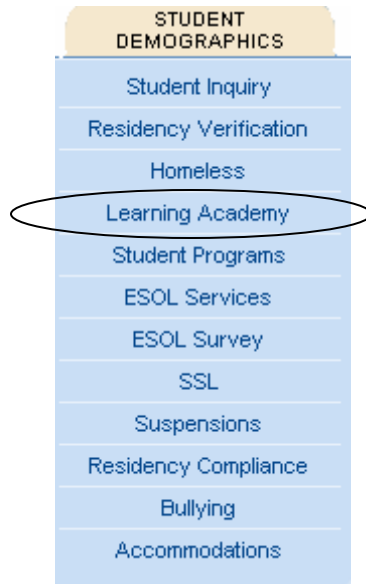 STUDENT
DEMOGRAPHICS
Student Inquiry
Residency Verification
Homeless
Learning Academy
Student Programs
ESOL Services
ESOL Survey
SSL
Suspensions
Residency Compliance
Bullying
Accommodations